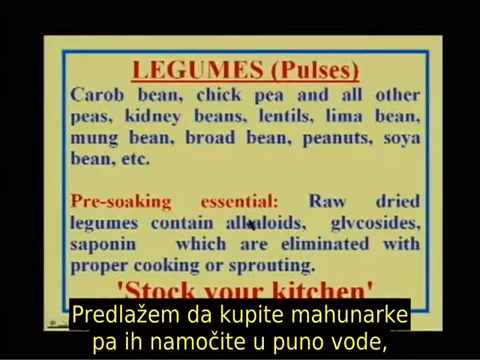 LEGUMES (Pulses)
Carob bean, chick pea and all other
peas, kidney beans, lentils, lima bean,
mung bean, broad bean, peanuts, soya
bean, etc.
Pre-soaking essential: Raw dried
legumes contain alkaloids, glycosides,
saponin which are eliminated with
proper cooking or sprouting.
'Stock your kitchen'
Predlažem da kupite mahunarke
pa ih namočite u puno vode,